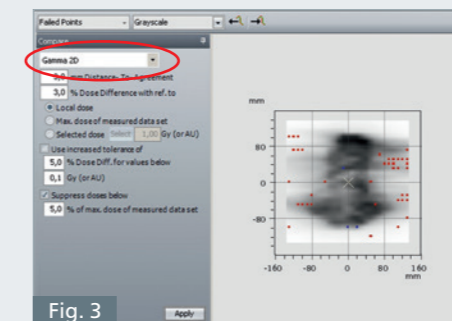 Failed Points
Grayscale
Compare
Gamma 2D
3,0 mm Distance-To-Agreement
3,0 % Dose Difference with ref. to
Local dose
Max. dose of measured data set
Selected dose Select 1,00 Gy (or AU)
Use increased tolerance of
5,0 % Dose Diff. for values below
0,1 Gy (or AU)
Suppress doses below
5,0 % of max. dose of measured data set
Apply
mm
80
0
-80
-160 -80 0 80 160
mm
Fig. 3